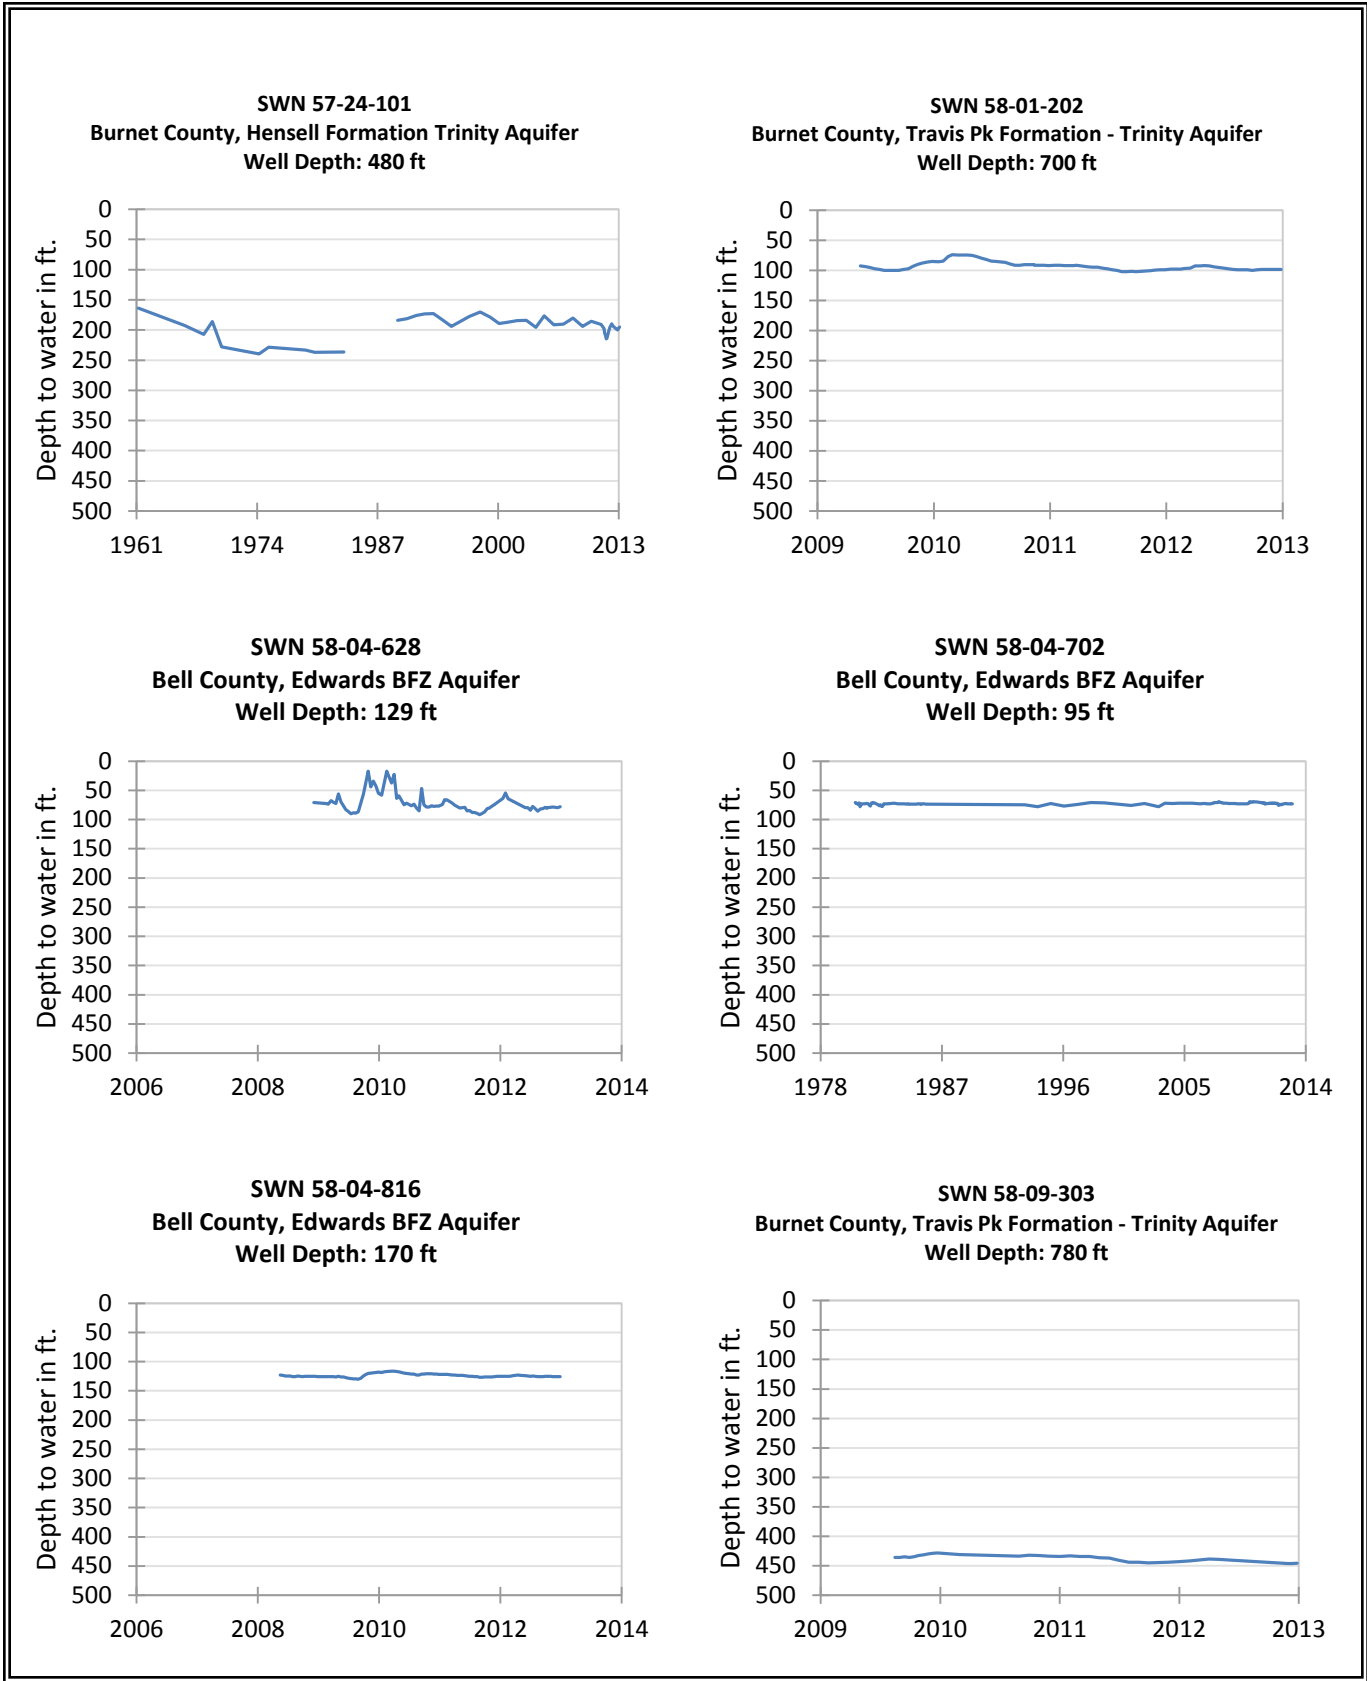 SWN 57-24-101
Burnet County, Hensell Formation Trinity Aquifer
Well Depth: 480 ft
Depth to water in ft.
0
50
100
150
200
250
300
350
400
450
500
1961 1974 1987 2000 2013
SWN 58-01-202
Burnet County, Travis Pk Formation - Trinity Aquifer
Well Depth: 700 ft
Depth to water in ft.
0
50
100
150
200
250
300
350
400
450
500
2009 2010 2011 2012 2013
SWN 58-04-628
Bell County, Edwards BFZ Aquifer
Well Depth: 129 ft
Depth to water in ft.
0
50
100
150
200
250
300
350
400
450
500
2006 2008 2010 2012 2014
SWN 58-04-702
Bell County, Edwards BFZ Aquifer
Well Depth: 95 ft
Depth to water in ft.
0
50
100
150
200
250
300
350
400
450
500
1978 1987 1996 2005 2014
SWN 58-04-816
Bell County, Edwards BFZ Aquifer
Well Depth: 170 ft
Depth to water in ft.
0
50
100
150
200
250
300
350
400
450
500
2006 2008 2010 2012 2014
SWN 58-09-303
Burnet County, Travis Pk Formation - Trinity Aquifer
Well Depth: 780 ft
Depth to water in ft.
0
50
100
150
200
250
300
350
400
450
500
2009 2010 2011 2012 2013